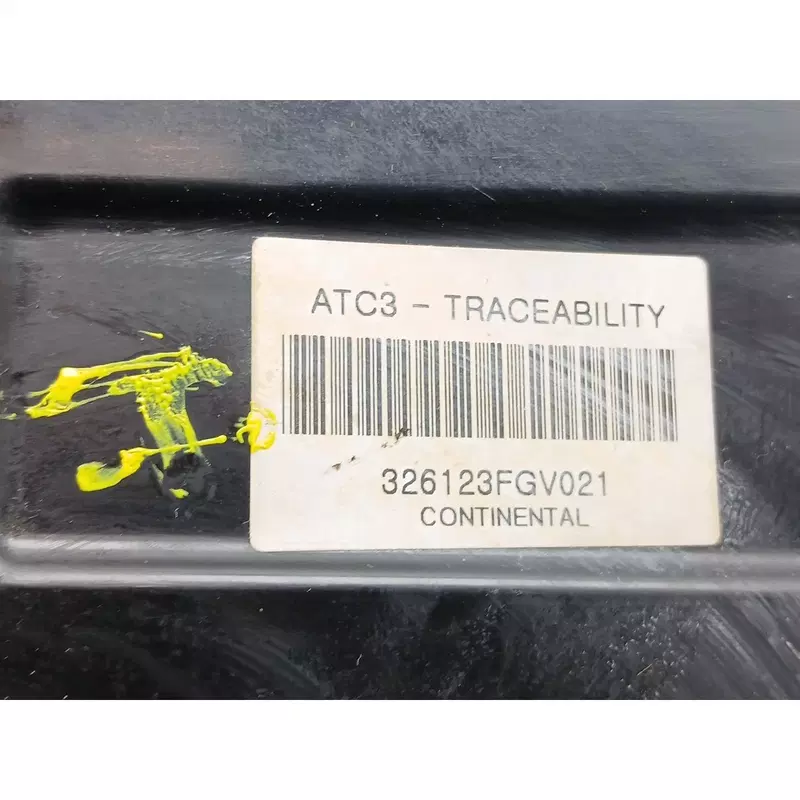 ATC3 - TRACEABILITY
326123FGV021
CONTINENTAL